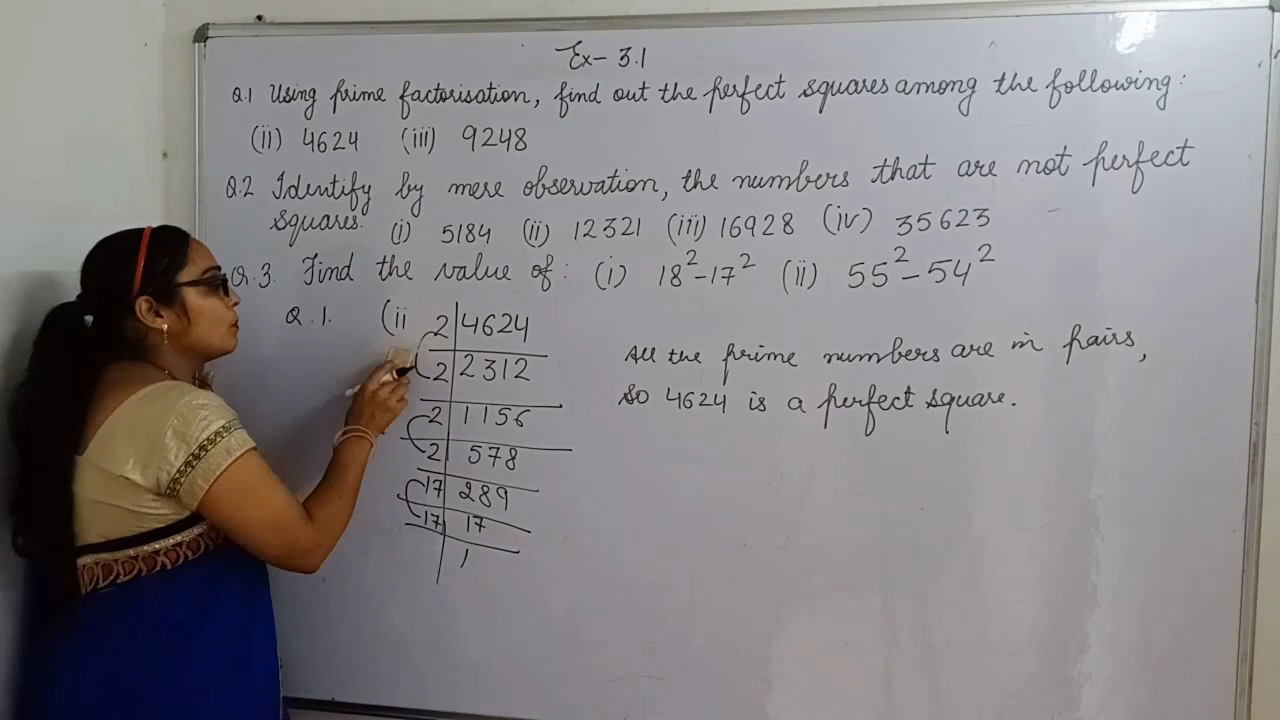 Ex- 3.1
Q.1 Using prime factorisation, find out the perfect squares among the following:
(ii) 4624 (iii) 9248
Q.2 Identify by mere observation, the numbers that are not perfect
squares. (i) 5184 (ii) 12321 (iii) 16928 (iv) 35623
Q.3. Find the value of: (i) 18²-17² (ii) 55²-54²
Q.1. (ii
2 4624
2 2312
2 1156
2 578
17 289
17 17
1
All the prime numbers are in pairs,
so 4624 is a perfect square.